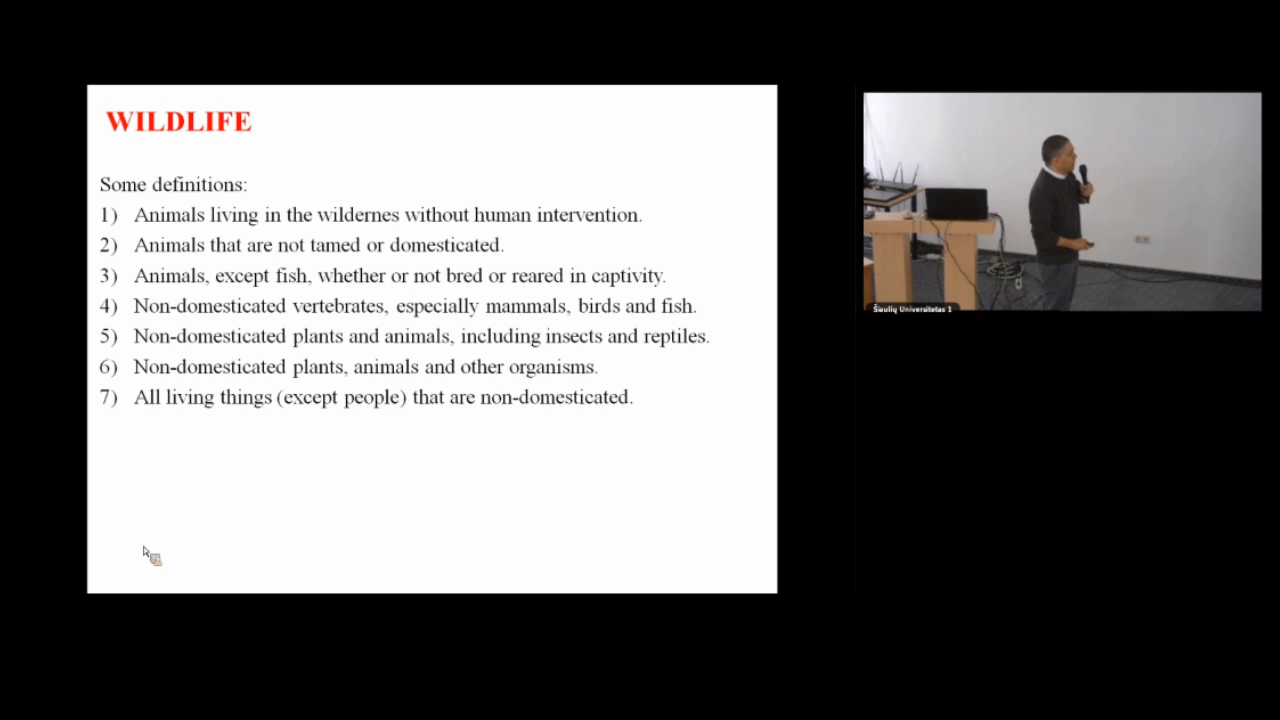 WILDLIFE
Some definitions:
1) Animals living in the wildernes without human intervention.
2) Animals that are not tamed or domesticated.
3) Animals, except fish, whether or not bred or reared in captivity.
4) Non-domesticated vertebrates, especially mammals, birds and fish.
5) Non-domesticated plants and animals, including insects and reptiles.
6) Non-domesticated plants, animals and other organisms.
7) All living things (except people) that are non-domesticated.
Šiaulių Universitetas 1